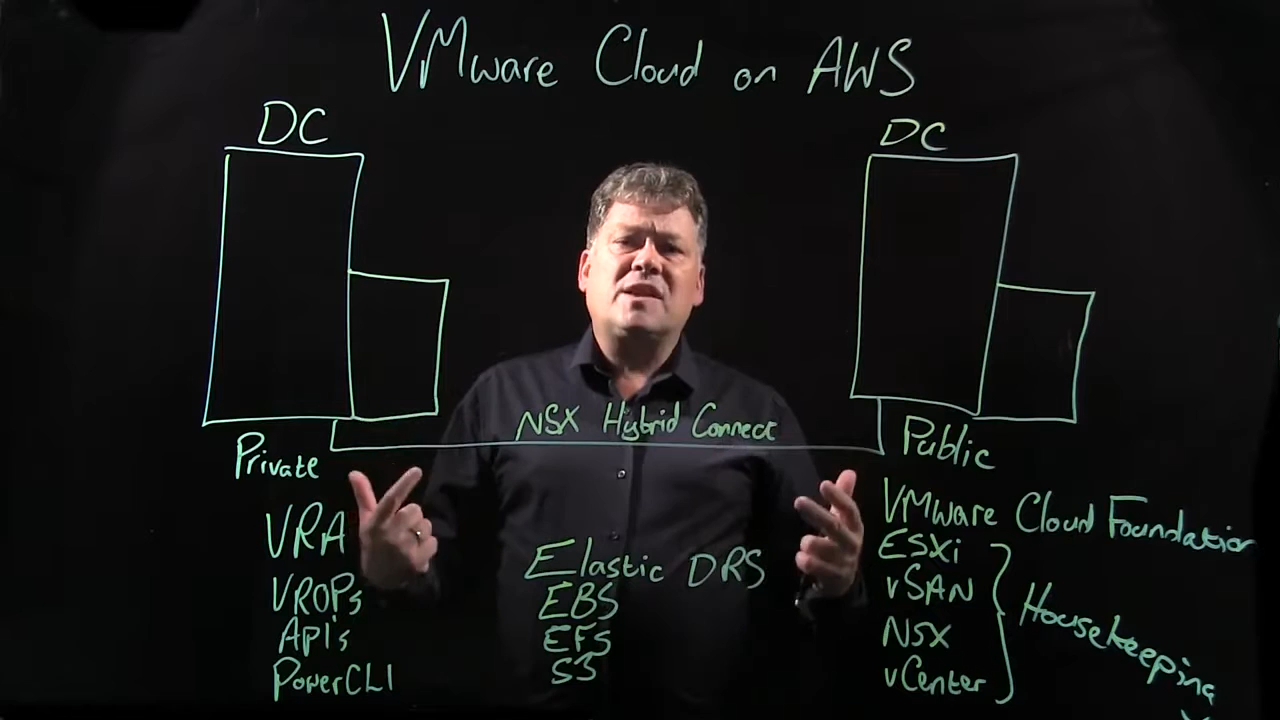 VMware Cloud on AWS
DC
DC
NSX Hybrid Connect
Private
Public
VRA
VROPs
Api's
PowerCLI
Elastic DRS
EBS
EFS
S3
VMware Cloud Foundation
ESXi
vSAN
NSX
vCenter
Housekeeping